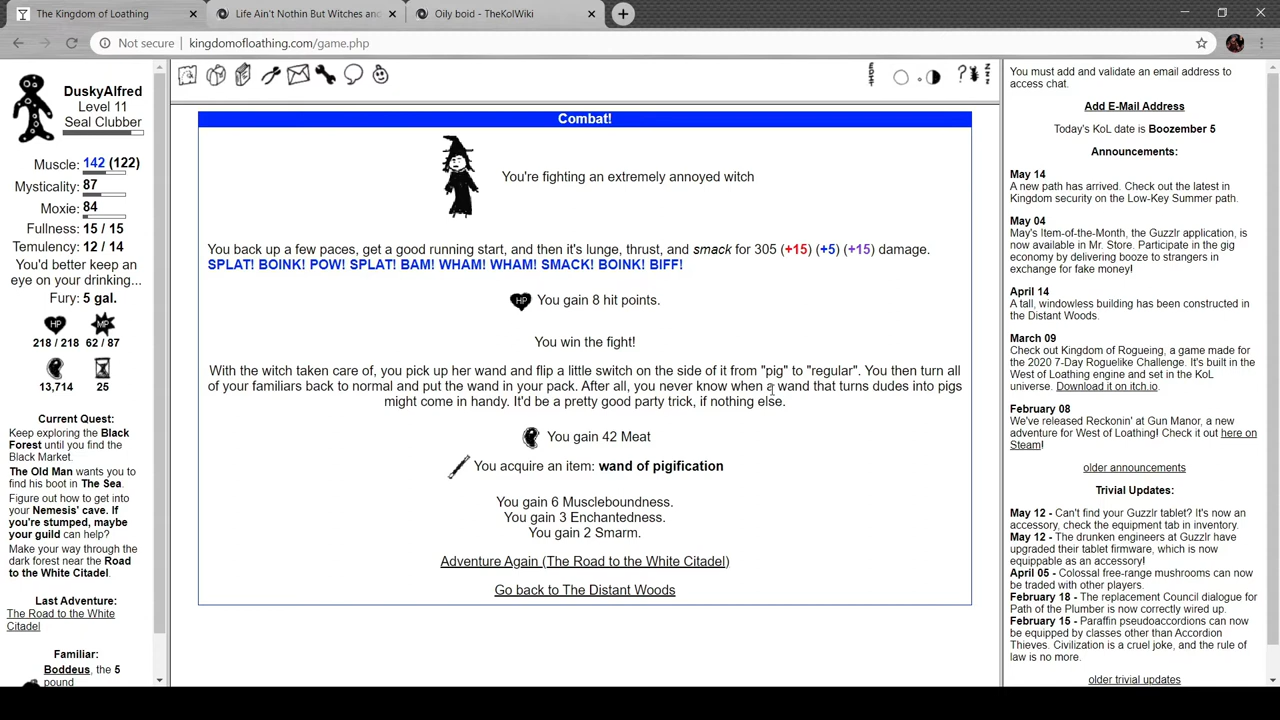 The Kingdom of Loathing
Life Ain't Nothin But Witches and
Oily boid - TheKolWiki
Not secure | kingdomofloathing.com/game.php
DuskyAlfred
Level 11
Seal Clubber
Muscle: 142 (122)
Mysticality: 87
Moxie: 84
Fullness: 15 / 15
Temulency: 12 / 14
You'd better keep an
eye on your drinking...
Fury: 5 gal.
HP MP
218 / 218 62 / 87
13,714 25
Current Quest:
Keep exploring the Black
Forest until you find the
Black Market.
The Old Man wants you to
find his boot in The Sea.
Figure out how to get into
your Nemesis' cave. If
you're stumped, maybe
your guild can help?
Make your way through the
dark forest near the Road
to the White Citadel.
Last Adventure:
The Road to the White
Citadel
Familiar:
Boddeus, the 5
pound
Combat!
You're fighting an extremely annoyed witch
You back up a few paces, get a good running start, and then it's lunge, thrust, and smack for 305 (+15) (+5) (+15) damage.
SPLAT! BOINK! POW! SPLAT! BAM! WHAM! WHAM! SMACK! BOINK! BIFF!
HP You gain 8 hit points.
You win the fight!
With the witch taken care of, you pick up her wand and flip a little switch on the side of it from "pig" to "regular". You then turn all
of your familiars back to normal and put the wand in your pack. After all, you never know when a wand that turns dudes into pigs
might come in handy. It'd be a pretty good party trick, if nothing else.
You gain 42 Meat
You acquire an item: wand of pigification
You gain 6 Muscleboundness.
You gain 3 Enchantedness.
You gain 2 Smarm.
Adventure Again (The Road to the White Citadel)
Go back to The Distant Woods
You must add and validate an email address to
access chat.
Add E-Mail Address
Today's KoL date is Boozember 5
Announcements:
May 14
A new path has arrived. Check out the latest in
Kingdom security on the Low-Key Summer path.
May 04
May's Item-of-the-Month, the Guzzlr application, is
now available in Mr. Store. Participate in the gig
economy by delivering booze to strangers in
exchange for fake money!
April 14
A tall, windowless building has been constructed in
the Distant Woods.
March 09
Check out Kingdom of Rogueing, a game made for
the 2020 7-Day Roguelike Challenge. It's built in the
West of Loathing engine and set in the KoL
universe. Download it on itch.io.
February 08
We've released Reckonin' at Gun Manor, a new
adventure for West of Loathing! Check it out here on
Steam!
older announcements
Trivial Updates:
May 12 - Can't find your Guzzlr tablet? It's now an
accessory, check the equipment tab in inventory.
May 12 - The drunken engineers at Guzzlr have
upgraded their tablet firmware, which is now
equippable as an accessory!
April 05 - Colossal free-range mushrooms can now
be traded with other players.
February 18 - The replacement Council dialogue for
Path of the Plumber is now correctly wired up.
February 15 - Paraffin pseudoaccordions can now
be equipped by classes other than Accordion
Thieves. Civilization is a cruel joke, and the rule of
law is no more.
older trivial updates